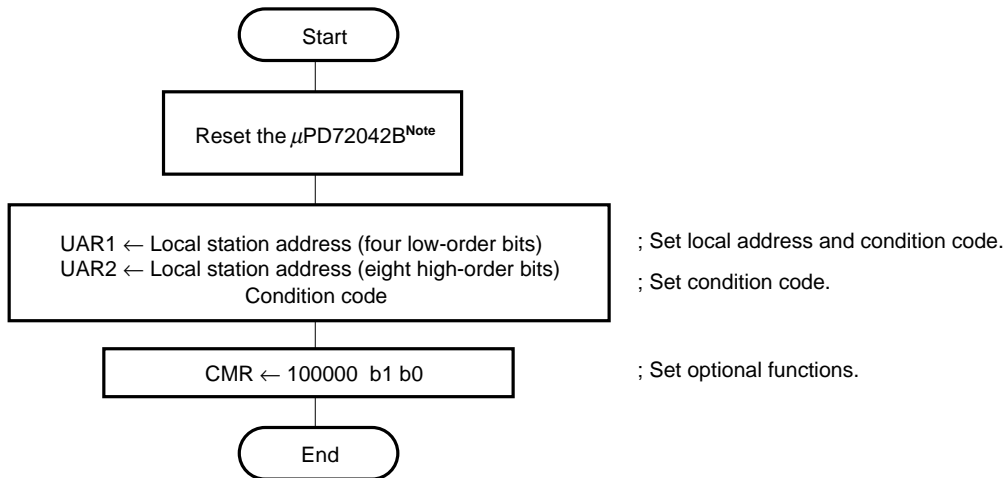 Start
Reset the μPD72042BNote
UAR1 ← Local station address (four low-order bits)
; Set local address and condition code.
UAR2 ← Local station address (eight high-order bits)
; Set condition code.
Condition code
CMR ← 100000 b1 b0
; Set optional functions.
End